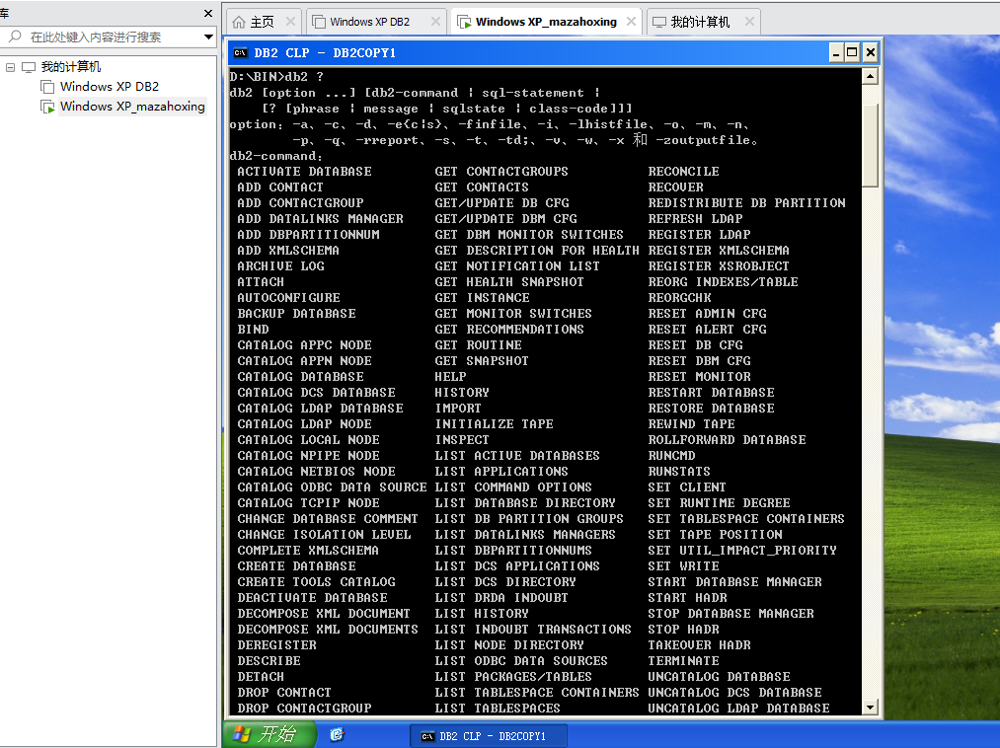 库
在此处键入内容进行搜索
我的计算机
Windows XP DB2
Windows XP_mazahoxing
主页
Windows XP DB2
Windows XP_mazahoxing
我的计算机
DB2 CLP - DB2COPY1
D:\BIN>db2 ?
db2 [option ...] [db2-command | sql-statement |
[? [phrase | message | sqlstate | class-code]]]
option: -a、-c、-d、-e{c|s}、-finfile、-i、-lhistfile、-o、-m、-n、
-p、-q、-rreport、-s、-t、-td;、-v、-w、-x 和 -zoutputfile。
db2-command:
ACTIVATE DATABASE GET CONTACTGROUPS RECONCILE
ADD CONTACT GET CONTACTS RECOVER
ADD CONTACTGROUP GET/UPDATE DB CFG REDISTRIBUTE DB PARTITION
ADD DATALINKS MANAGER GET/UPDATE DBM CFG REFRESH LDAP
ADD DBPARTITIONNUM GET DBM MONITOR SWITCHES REGISTER LDAP
ADD XMLSCHEMA GET DESCRIPTION FOR HEALTH REGISTER XMLSCHEMA
ARCHIVE LOG GET NOTIFICATION LIST REGISTER XSROBJECT
ATTACH GET HEALTH SNAPSHOT REORG INDEXES/TABLE
AUTOCONFIGURE GET INSTANCE REORGCHK
BACKUP DATABASE GET MONITOR SWITCHES RESET ADMIN CFG
BIND GET RECOMMENDATIONS RESET ALERT CFG
CATALOG APPC NODE GET ROUTINE RESET DB CFG
CATALOG APPN NODE GET SNAPSHOT RESET DBM CFG
CATALOG DATABASE HELP RESET MONITOR
CATALOG DCS DATABASE HISTORY RESTART DATABASE
CATALOG LDAP DATABASE IMPORT RESTORE DATABASE
CATALOG LDAP NODE INITIALIZE TAPE REWIND TAPE
CATALOG LOCAL NODE INSPECT ROLLFORWARD DATABASE
CATALOG NPIPE NODE LIST ACTIVE DATABASES RUNCMD
CATALOG NETBIOS NODE LIST APPLICATIONS RUNSTATS
CATALOG ODBC DATA SOURCE LIST COMMAND OPTIONS SET CLIENT
CATALOG TCPIP NODE LIST DATABASE DIRECTORY SET RUNTIME DEGREE
CHANGE DATABASE COMMENT LIST DB PARTITION GROUPS SET TABLESPACE CONTAINERS
CHANGE ISOLATION LEVEL LIST DATALINKS MANAGERS SET TAPE POSITION
COMPLETE XMLSCHEMA LIST DBPARTITIONNUMS SET UTIL_IMPACT_PRIORITY
CREATE DATABASE LIST DCS APPLICATIONS SET WRITE
CREATE TOOLS CATALOG LIST DCS DIRECTORY START DATABASE MANAGER
DEACTIVATE DATABASE LIST DRDA INDOUBT START HADR
DECOMPOSE XML DOCUMENT LIST HISTORY STOP DATABASE MANAGER
DECOMPOSE XML DOCUMENTS LIST INDOUBT TRANSACTIONS STOP HADR
DEREGISTER LIST NODE DIRECTORY TAKEOVER HADR
DESCRIBE LIST ODBC DATA SOURCES TERMINATE
DETACH LIST PACKAGES/TABLES UNCATALOG DATABASE
DROP CONTACT LIST TABLESPACE CONTAINERS UNCATALOG DCS DATABASE
DROP CONTACTGROUP LIST TABLESPACES UNCATALOG LDAP DATABASE
开始
DB2 CLP - DB2COPY1